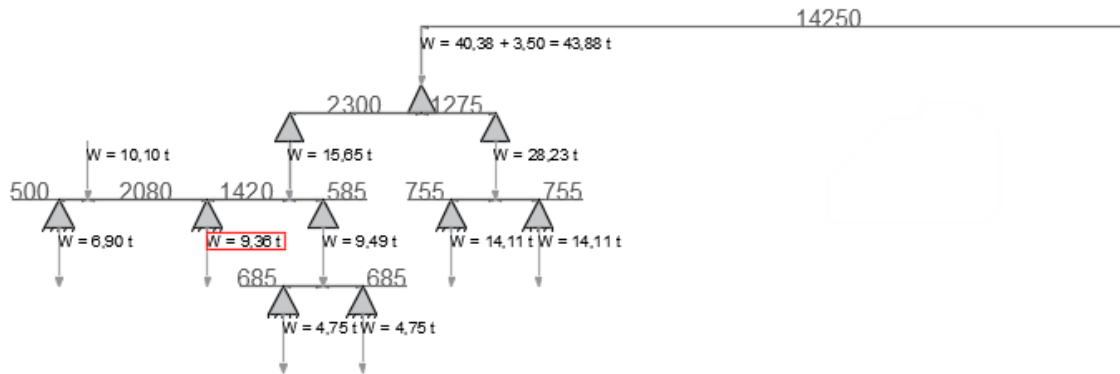 14250
W = 40,38 + 3,50 = 43,88 t
2300
1275
W = 10,10 t
W = 15,65 t
W = 28,23 t
500
2080
1420
585
755
755
W = 6,90 t
W = 9,36 t
W = 9,49 t
W = 14,11 t
W = 14,11 t
685
685
W = 4,75 t
W = 4,75 t